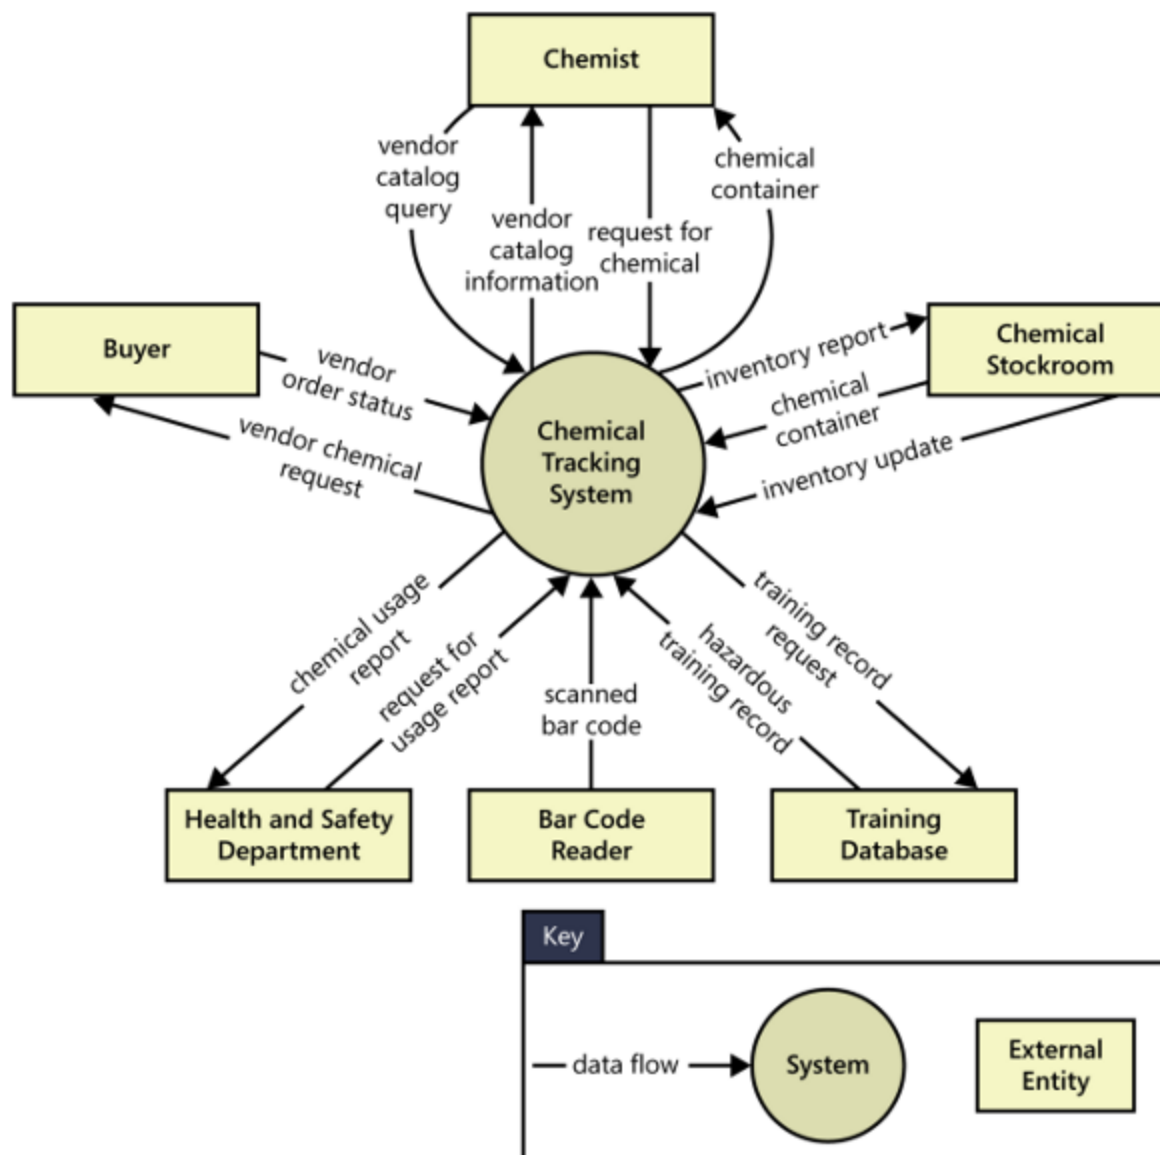 Chemist
vendor
catalog
query
vendor
catalog
information
request for
chemical
chemical
container
Buyer
vendor
order status
vendor chemical
request
Chemical
Tracking
System
inventory report
chemical
container
inventory update
Chemical
Stockroom
chemical usage
report
request for
usage report
scanned
bar code
hazardous
training record
training record
request
Health and Safety
Department
Bar Code
Reader
Training
Database
Key
data flow
System
External
Entity